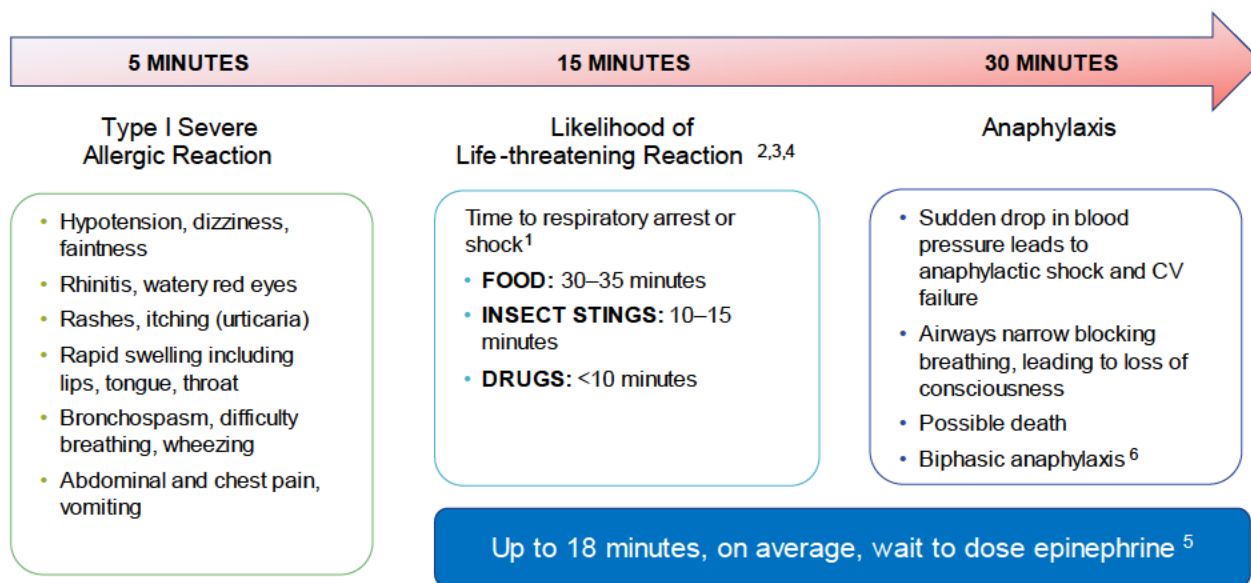 5 MINUTES
15 MINUTES
30 MINUTES
Type I Severe
Allergic Reaction
• Hypotension, dizziness,
faintness
• Rhinitis, watery red eyes
• Rashes, itching (urticaria)
• Rapid swelling including
lips, tongue, throat
• Bronchospasm, difficulty
breathing, wheezing
• Abdominal and chest pain,
vomiting
Likelihood of
Life-threatening Reaction 2,3,4
Time to respiratory arrest or
shock1
• FOOD: 30–35 minutes
• INSECT STINGS: 10–15
minutes
• DRUGS: <10 minutes
Anaphylaxis
• Sudden drop in blood
pressure leads to
anaphylactic shock and CV
failure
• Airways narrow blocking
breathing, leading to loss of
consciousness
• Possible death
• Biphasic anaphylaxis 6
Up to 18 minutes, on average, wait to dose epinephrine 5